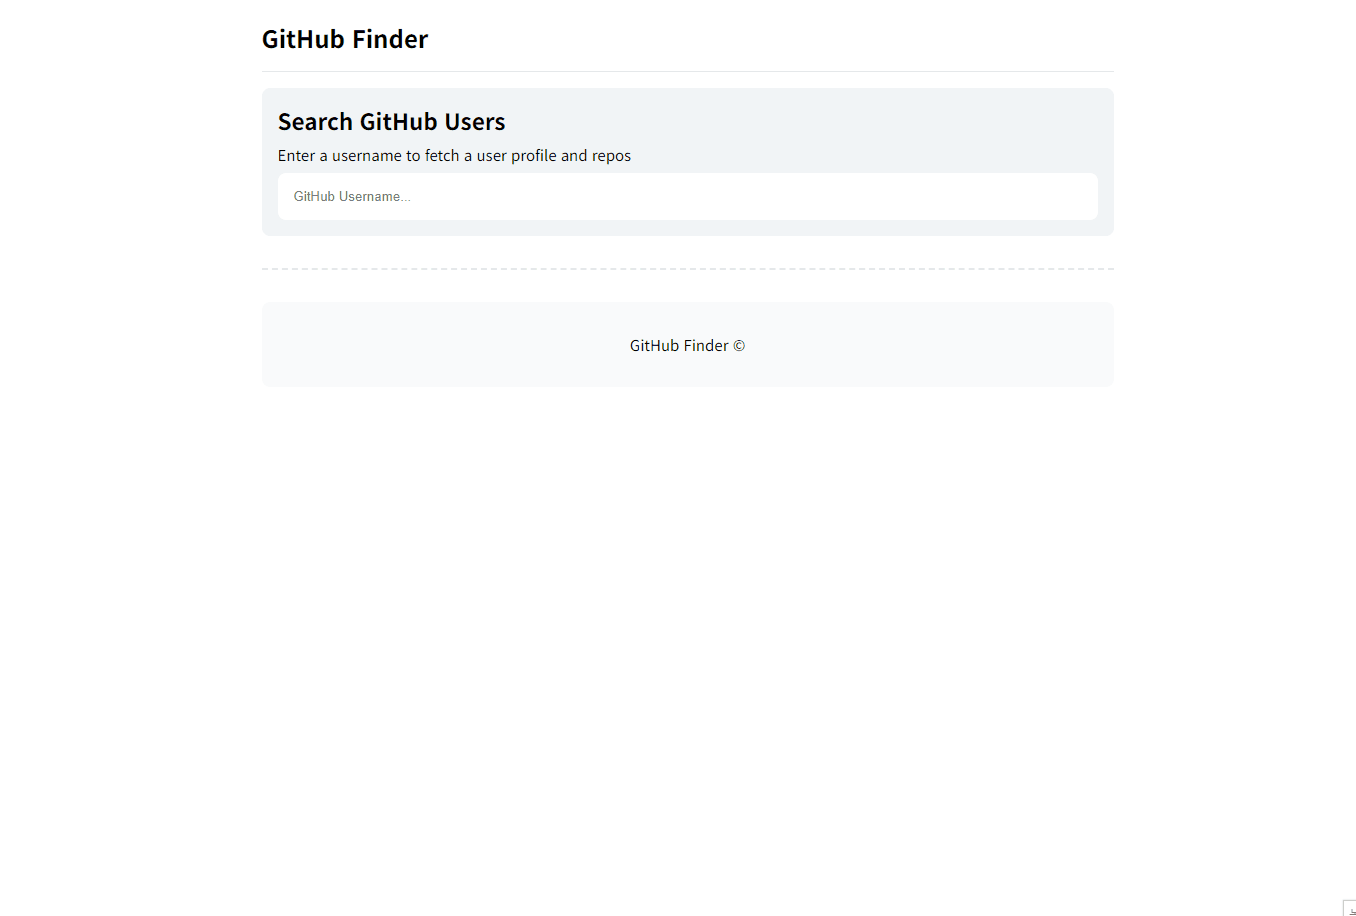 GitHub Finder
Search GitHub Users
Enter a username to fetch a user profile and repos
GitHub Username...
GitHub Finder ©